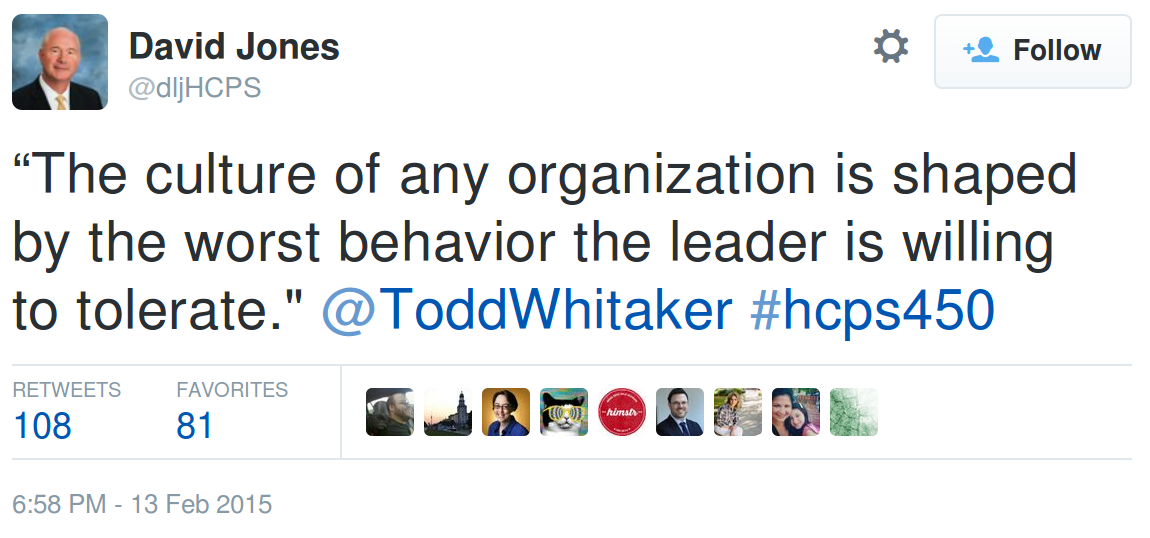 David Jones
@dljHCPS
Follow
“The culture of any organization is shaped
by the worst behavior the leader is willing
to tolerate." @ToddWhitaker #hcps450
RETWEETS FAVORITES
108 81
himstr
6:58 PM - 13 Feb 2015